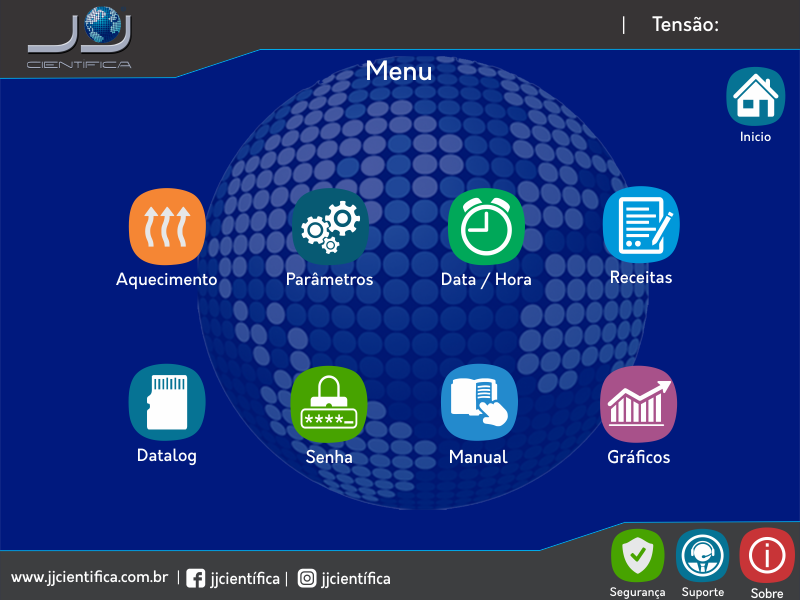 JJ
CIENTIFICA
| Tensão:
Menu
Inicio
Aquecimento
Parâmetros
Data / Hora
Receitas
****_
Datalog
Senha
Manual
Gráficos
www.jjcientífica.com.br | jjcientífica | jjcientífica
Segurança
Suporte
Sobre